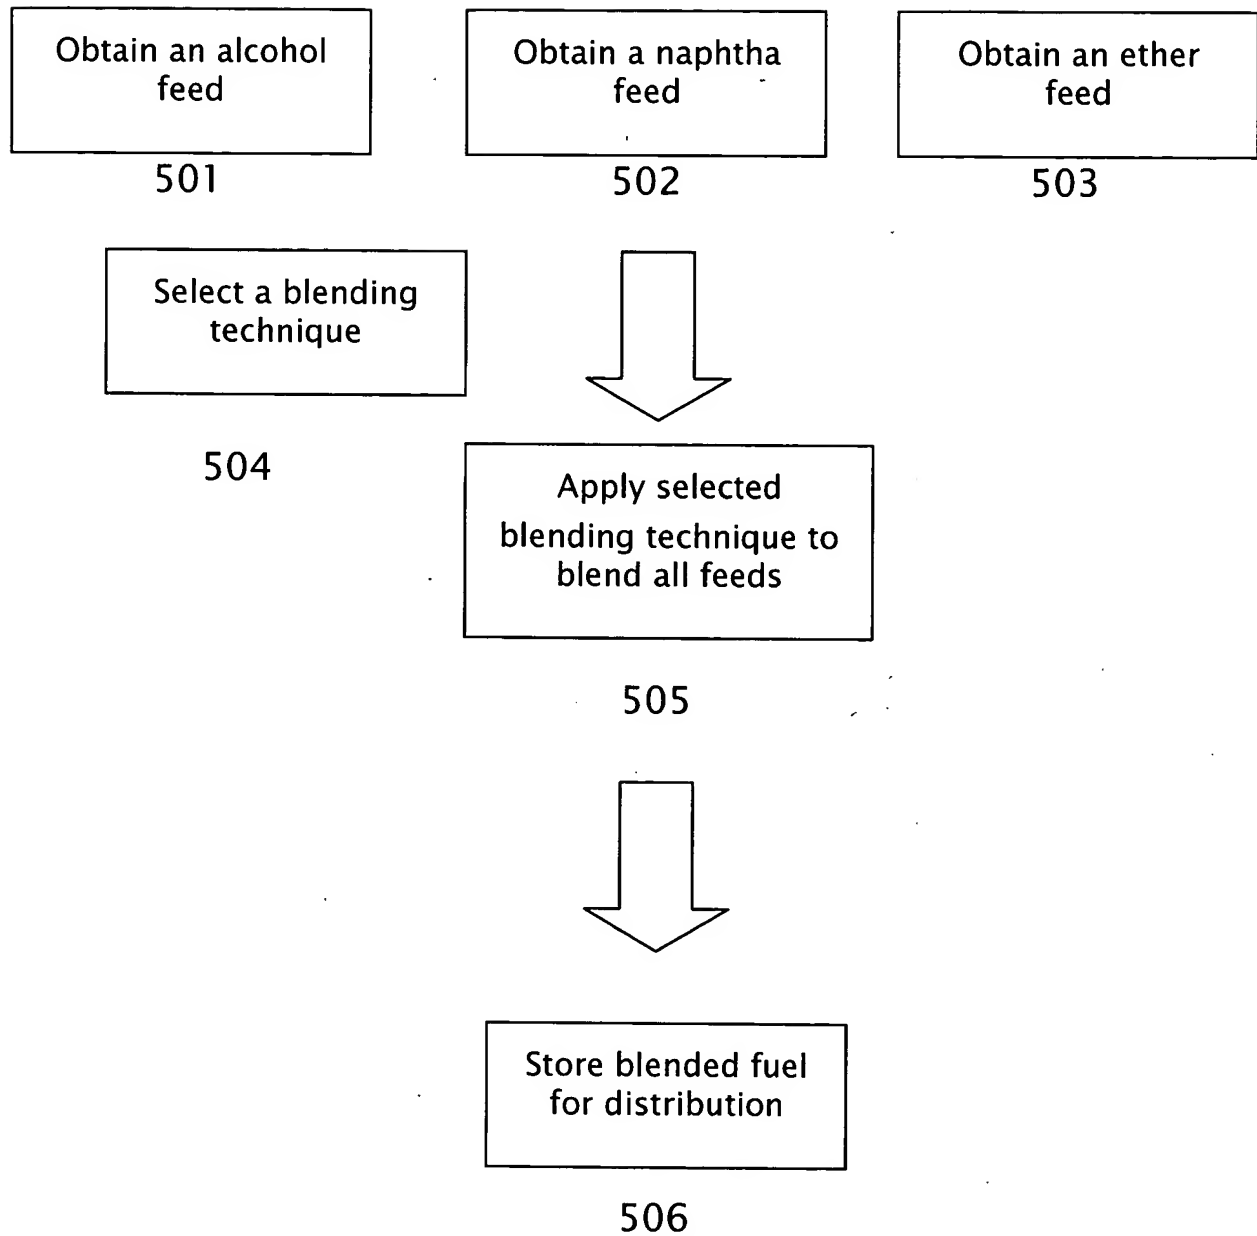 Obtain an alcohol
feed
501
Obtain a naphtha
feed
502
Obtain an ether
feed
503
Select a blending
technique
504
Apply selected
blending technique to
blend all feeds
505
Store blended fuel
for distribution
506